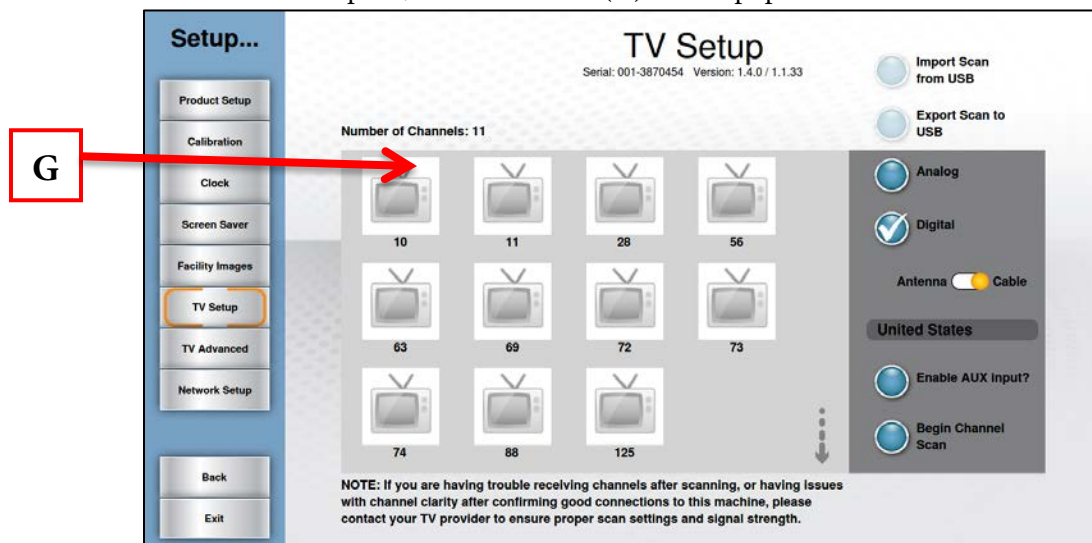 Setup...
TV Setup
Serial: 001-3870454 Version: 1.4.0 / 1.1.33
Import Scan
from USB
Export Scan to
USB
Product Setup
Calibration
Clock
Screen Saver
Facility Images
TV Setup
TV Advanced
Network Setup
Back
Exit
G
Number of Channels: 11
10 11 28 56
63 69 72 73
74 88 125
Analog
Digital
Antenna Cable
United States
Enable AUX Input?
Begin Channel
Scan
NOTE: If you are having trouble receiving channels after scanning, or having issues
with channel clarity after confirming good connections to this machine, please
contact your TV provider to ensure proper scan settings and signal strength.